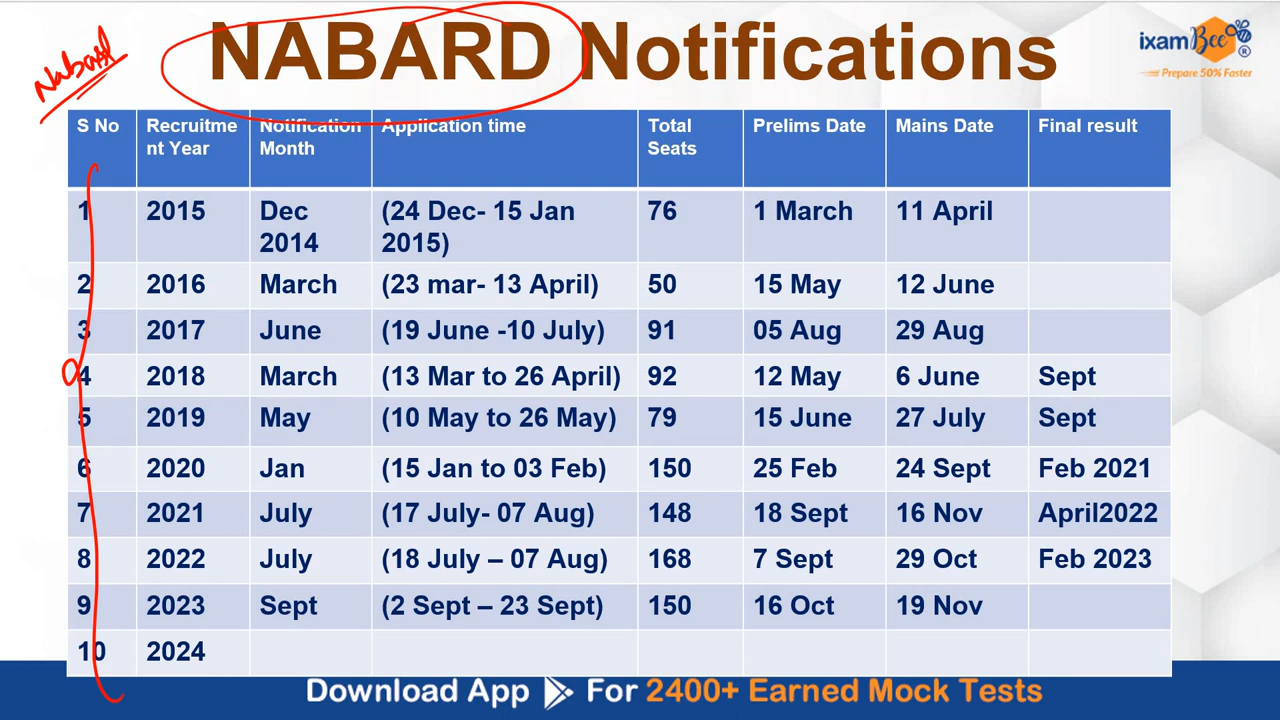 NABARD Notifications
Nabard
ixamBee®
Prepare 50% Faster
S No Recruitme nt Year Notification Month Application time Total Seats Prelims Date Mains Date Final result
1 2015 Dec 2014 (24 Dec- 15 Jan 2015) 76 1 March 11 April
2 2016 March (23 mar- 13 April) 50 15 May 12 June
3 2017 June (19 June -10 July) 91 05 Aug 29 Aug
4 2018 March (13 Mar to 26 April) 92 12 May 6 June Sept
5 2019 May (10 May to 26 May) 79 15 June 27 July Sept
6 2020 Jan (15 Jan to 03 Feb) 150 25 Feb 24 Sept Feb 2021
7 2021 July (17 July- 07 Aug) 148 18 Sept 16 Nov April2022
8 2022 July (18 July – 07 Aug) 168 7 Sept 29 Oct Feb 2023
9 2023 Sept (2 Sept – 23 Sept) 150 16 Oct 19 Nov
10 2024
Download App For 2400+ Earned Mock Tests